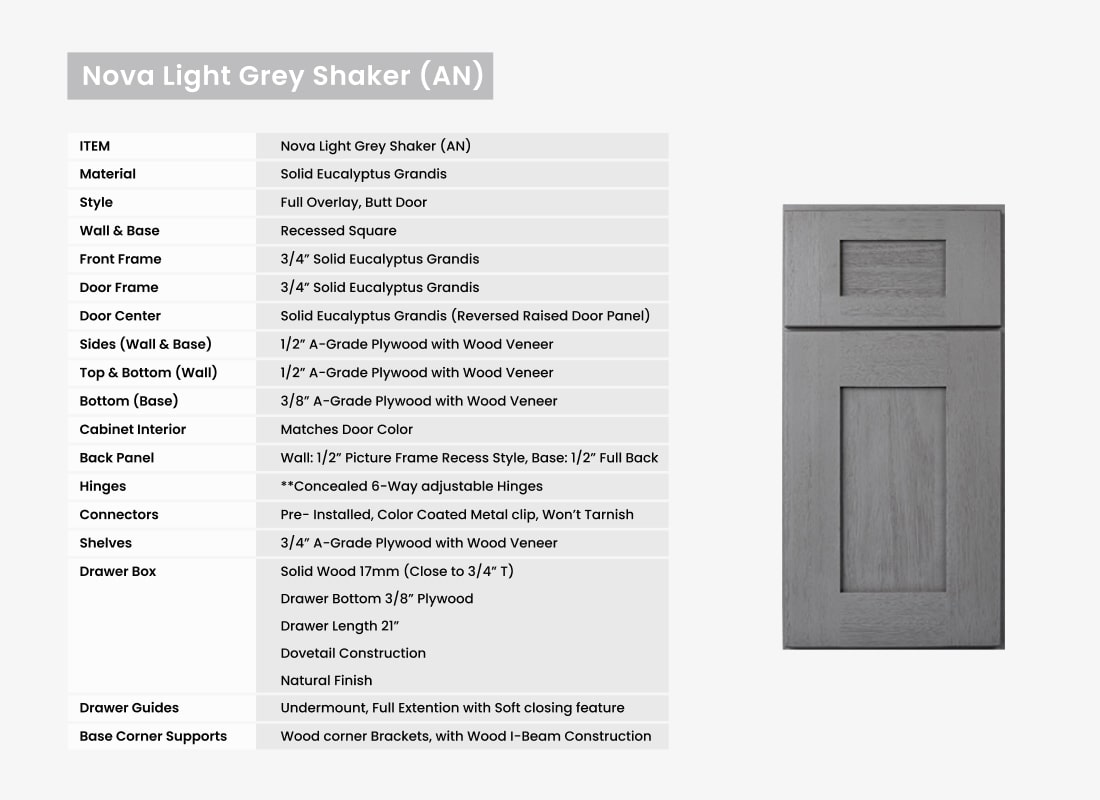 Nova Light Grey Shaker (AN)
ITEM Nova Light Grey Shaker (AN)
Material Solid Eucalyptus Grandis
Style Full Overlay, Butt Door
Wall & Base Recessed Square
Front Frame 3/4” Solid Eucalyptus Grandis
Door Frame 3/4” Solid Eucalyptus Grandis
Door Center Solid Eucalyptus Grandis (Reversed Raised Door Panel)
Sides (Wall & Base) 1/2” A-Grade Plywood with Wood Veneer
Top & Bottom (Wall) 1/2” A-Grade Plywood with Wood Veneer
Bottom (Base) 3/8” A-Grade Plywood with Wood Veneer
Cabinet Interior Matches Door Color
Back Panel Wall: 1/2” Picture Frame Recess Style, Base: 1/2” Full Back
Hinges **Concealed 6-Way adjustable Hinges
Connectors Pre- Installed, Color Coated Metal clip, Won’t Tarnish
Shelves 3/4” A-Grade Plywood with Wood Veneer
Drawer Box Solid Wood 17mm (Close to 3/4” T)
Drawer Bottom 3/8” Plywood
Drawer Length 21”
Dovetail Construction
Natural Finish
Drawer Guides Undermount, Full Extention with Soft closing feature
Base Corner Supports Wood corner Brackets, with Wood I-Beam Construction